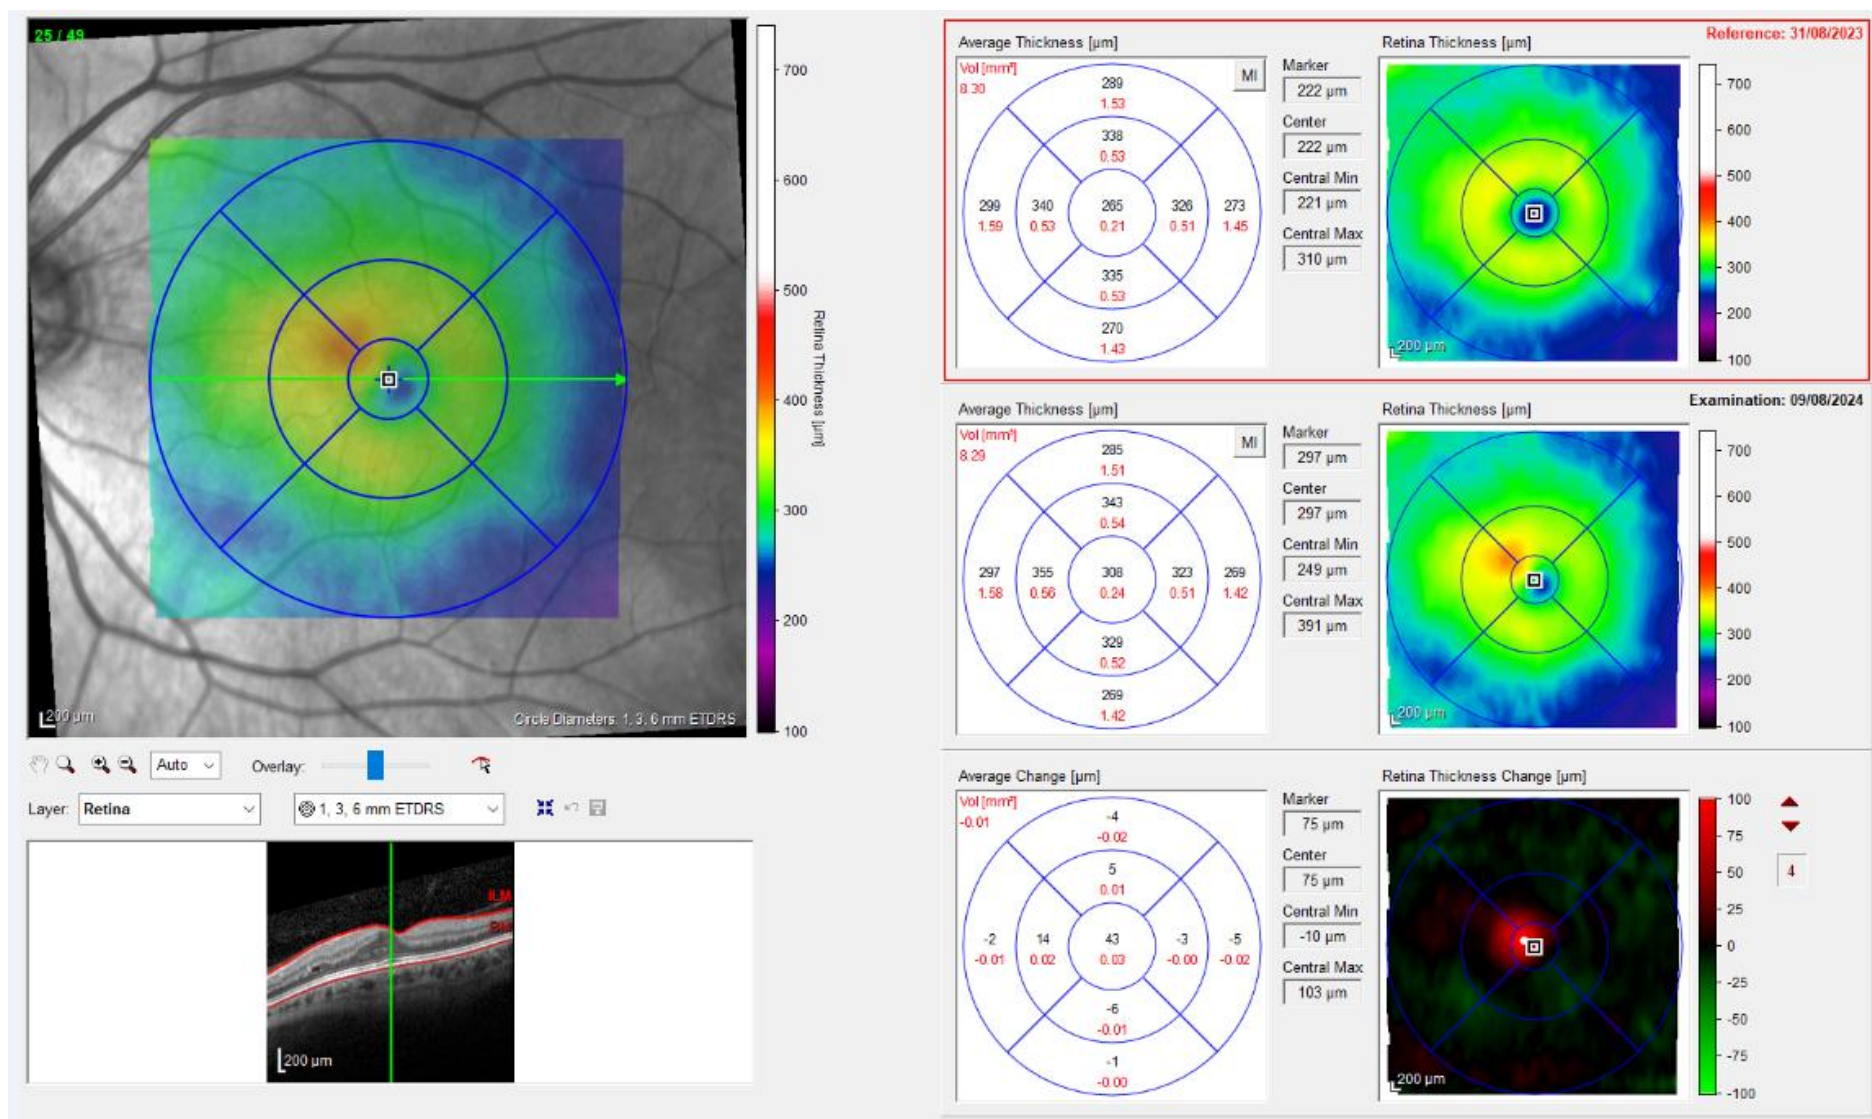 25 / 49
700
600
500
400
300
200
100
Retina Thickness [µm]
200 µm
Circle Diameters: 1, 3, 6 mm ETDRS
Auto
Overlay:
Layer:
Retina
1, 3, 6 mm ETDRS
ILM
200 µm
Reference: 31/08/2023
Average Thickness [µm]
Vol [mm³]
8.30
MI
289
1.53
338
0.53
299
1.59
340
0.53
265
0.21
326
0.51
273
1.45
335
0.53
270
1.43
Marker
222 µm
Center
222 µm
Central Min
221 µm
Central Max
310 µm
Retina Thickness [µm]
200 µm
700
600
500
400
300
200
100
Examination: 09/08/2024
Average Thickness [µm]
Vol [mm³]
8.29
MI
285
1.51
343
0.54
297
1.58
355
0.56
308
0.24
323
0.51
269
1.42
329
0.52
269
1.42
Marker
297 µm
Center
297 µm
Central Min
249 µm
Central Max
391 µm
Retina Thickness [µm]
200 µm
700
600
500
400
300
200
100
Average Change [µm]
Vol [mm³]
-0.01
-4
-0.02
5
0.01
-2
-0.01
14
0.02
43
0.03
-3
-0.00
-5
-0.02
-6
-0.01
-1
-0.00
Marker
75 µm
Center
75 µm
Central Min
-10 µm
Central Max
103 µm
Retina Thickness Change [µm]
200 µm
100
75
50
25
0
-25
-50
-75
-100
4